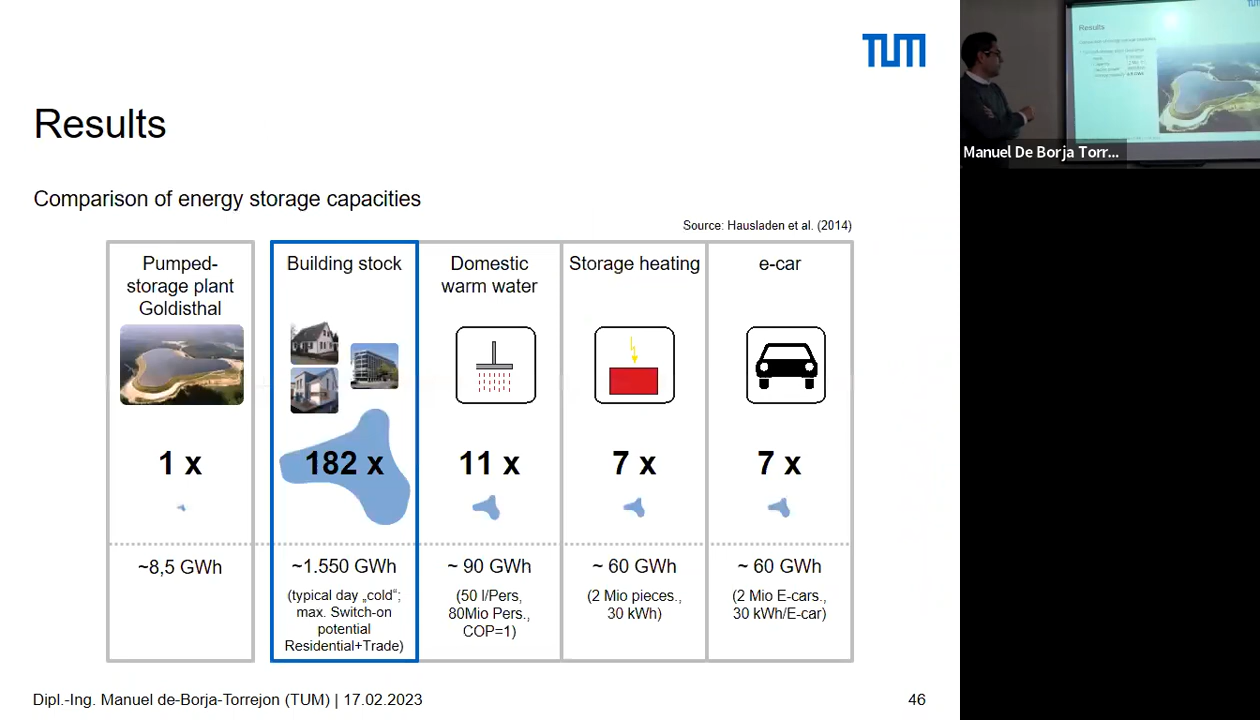 TUM
Results
Comparison of energy storage capacities
Source: Hausladen et al. (2014)
Pumped-
storage plant
Goldisthal
1 x
~8,5 GWh
Building stock
182 x
~1.550 GWh
(typical day „cold“;
max. Switch-on
potential
Residential+Trade)
Domestic
warm water
11 x
~ 90 GWh
(50 l/Pers,
80Mio Pers.,
COP=1)
Storage heating
7 x
~ 60 GWh
(2 Mio pieces.,
30 kWh)
e-car
7 x
~ 60 GWh
(2 Mio E-cars.,
30 kWh/E-car)
Dipl.-Ing. Manuel de-Borja-Torrejon (TUM) | 17.02.2023
46
Results
Manuel De Borja Torr...